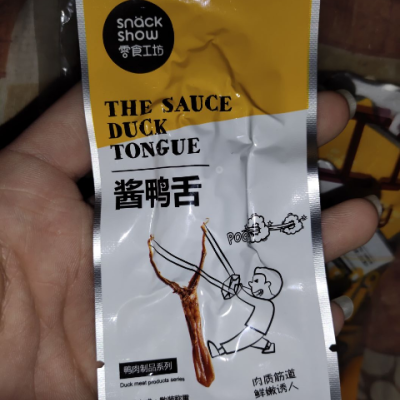 snack
show
零食工坊
THE SAUCE
DUCK
TONGUE
酱鸭舌
鸭肉制品系列
Duck meat products series
肉质筋道
鲜嫩诱人